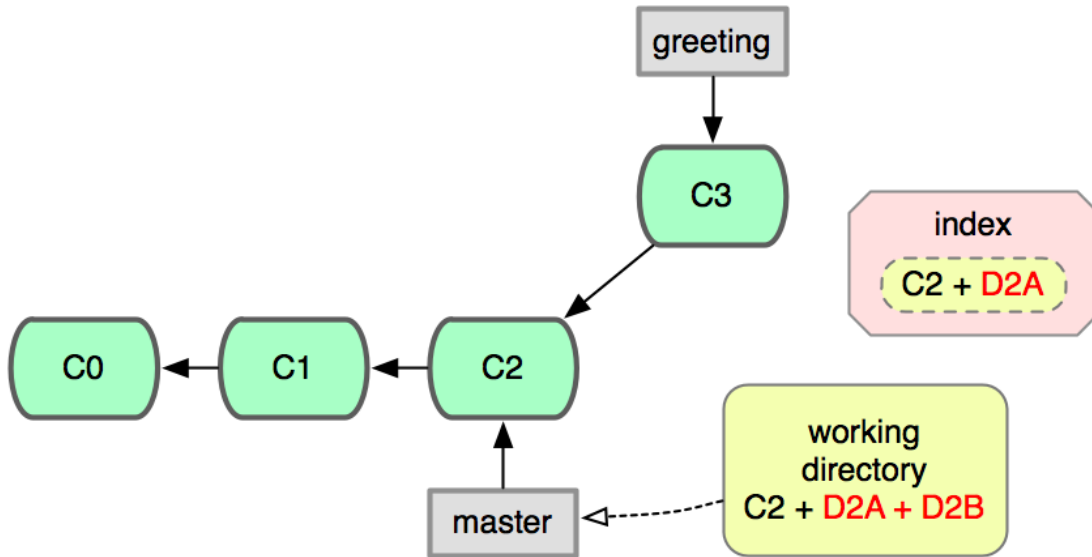 greeting
C3
index
C2 + D2A
C0
C1
C2
working
directory
C2 + D2A + D2B
master